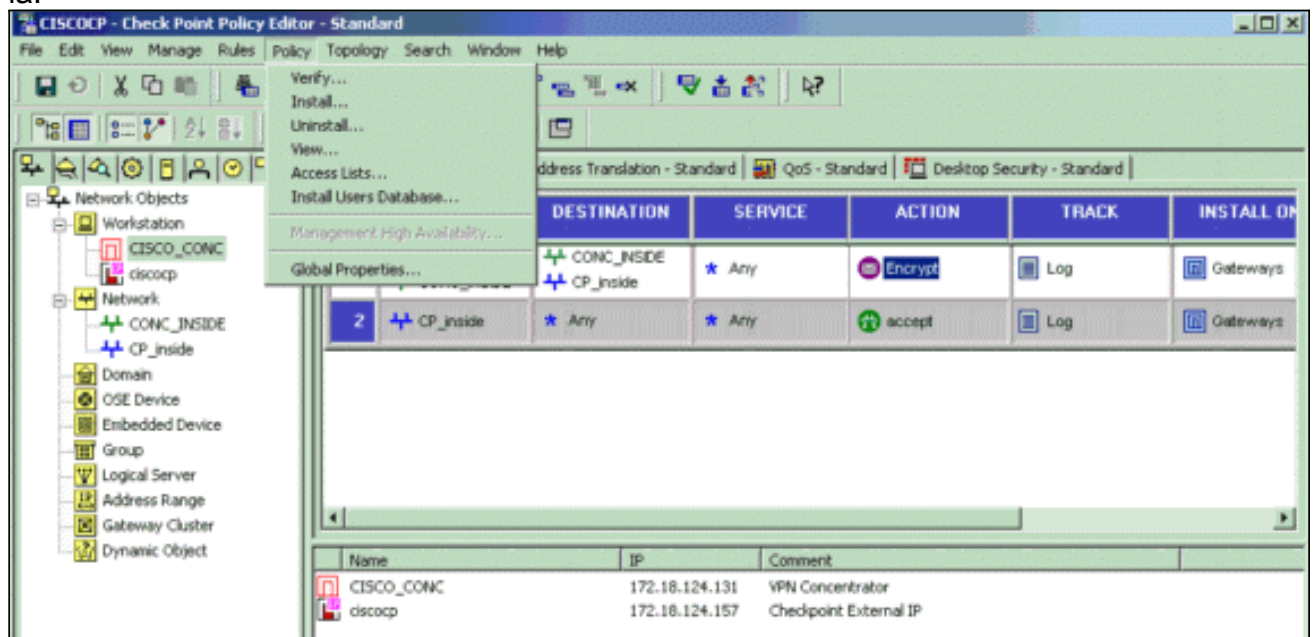 CISCOCP - Check Point Policy Editor - Standard
File Edit View Manage Rules Policy Topology Search Window Help
Verify...
Install...
Uninstall...
View...
Access Lists...
Install Users Database...
Management High Availability...
Global Properties...
ddress Translation - Standard QoS - Standard Desktop Security - Standard
Network Objects
Workstation
CISCO_CONC
ciscocp
Network
CONC_INSIDE
CP_inside
Domain
OSE Device
Embedded Device
Group
Logical Server
Address Range
Gateway Cluster
Dynamic Object
DESTINATION SERVICE ACTION TRACK INSTALL ON
CONC_INSIDE
CP_inside
Any Encrypt Log Gateways
2 CP_inside Any Any accept Log Gateways
Name IP Comment
CISCO_CONC 172.18.124.131 VPN Concentrator
ciscocp 172.18.124.157 Checkpoint External IP